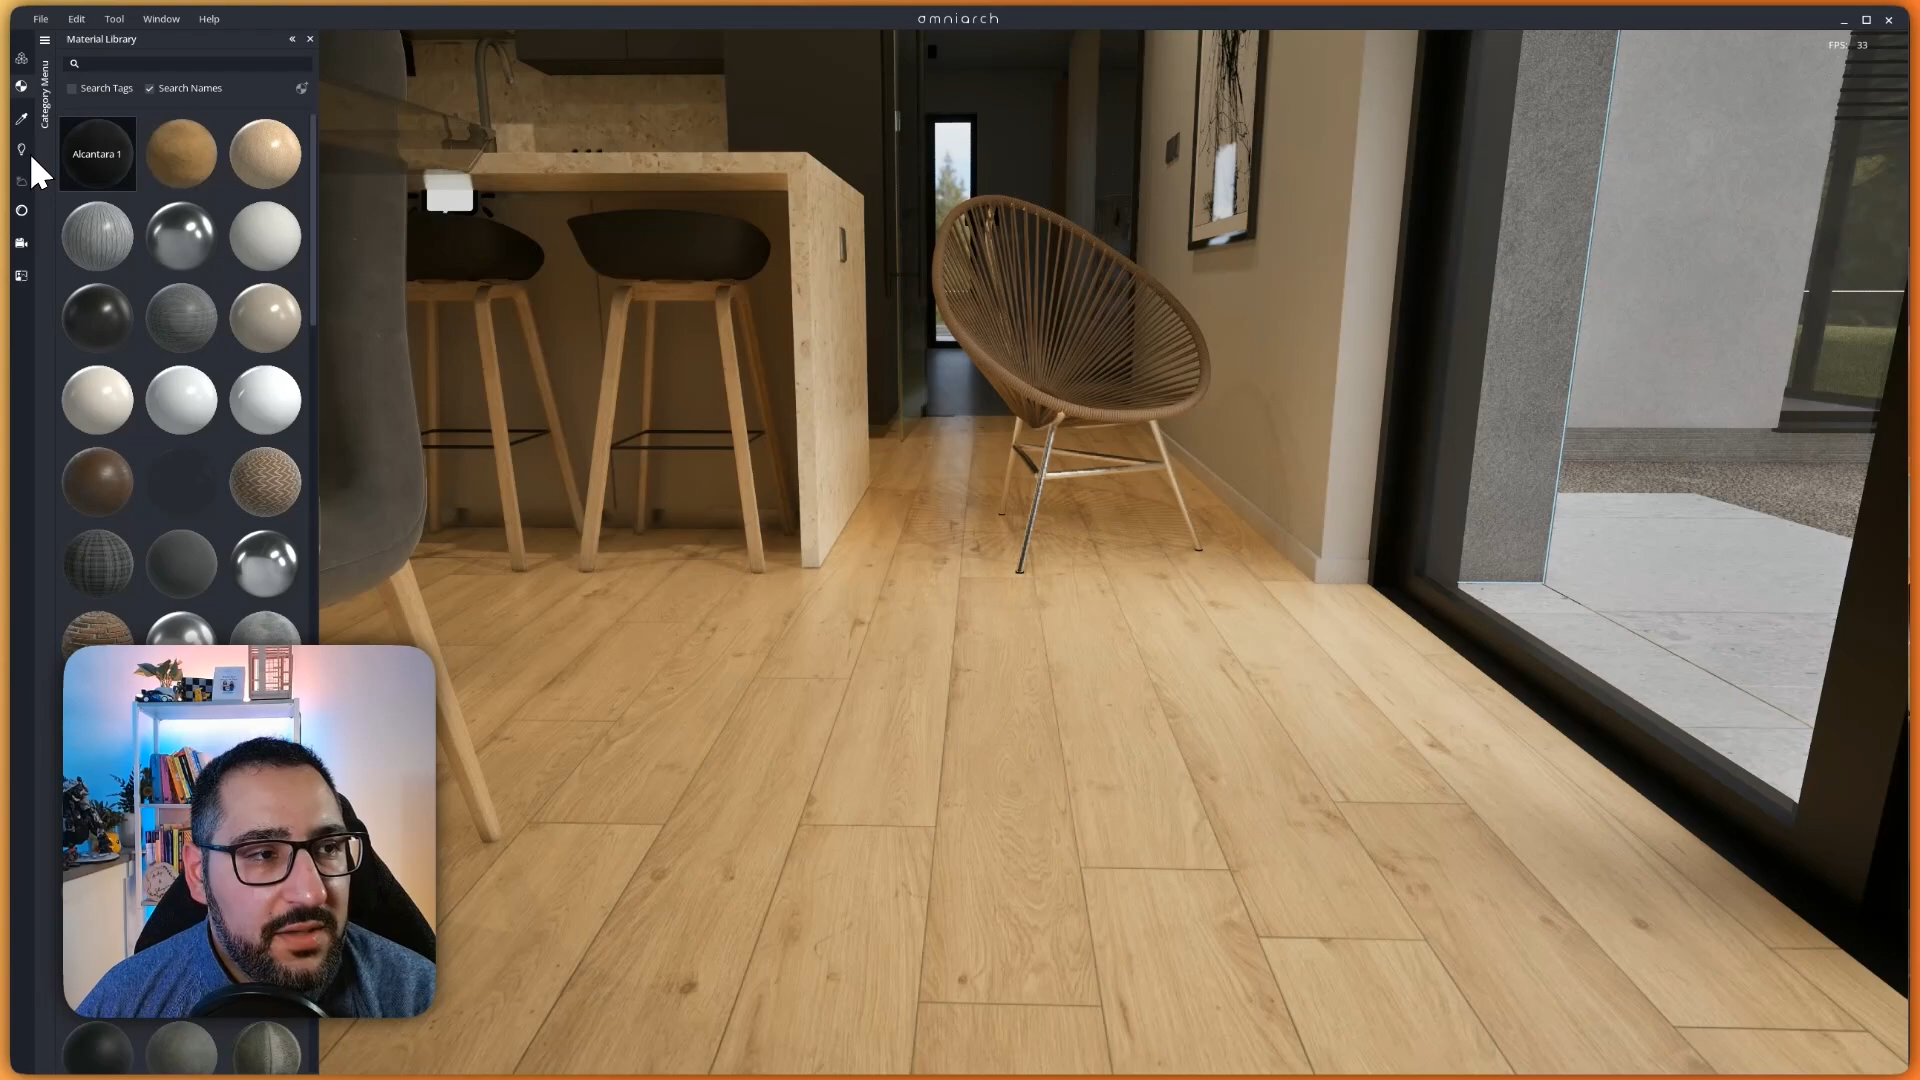 File Edit Tool Window Help
omniarch
FPS: 33
Material Library
Search Tags Search Names
Category Menu
Alcantara 1